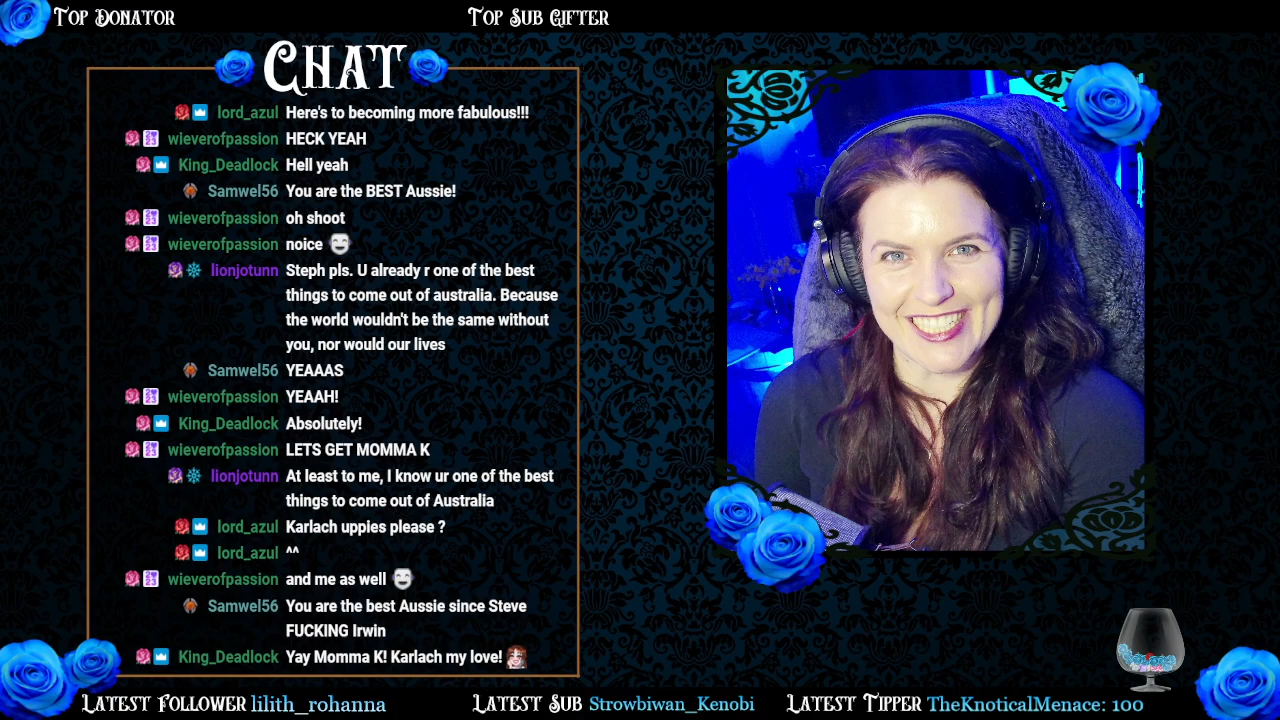 Top Donator
Top Sub Gifter
Chat
lord_azul Here's to becoming more fabulous!!!
wieverofpassion HECK YEAH
King_Deadlock Hell yeah
Samwel56 You are the BEST Aussie!
wieverofpassion oh shoot
wieverofpassion noice
lionjotunn Steph pls. U already r one of the best
things to come out of australia. Because
the world wouldn't be the same without
you, nor would our lives
Samwel56 YEAAAS
wieverofpassion YEAAH!
King_Deadlock Absolutely!
wieverofpassion LETS GET MOMMA K
lionjotunn At least to me, I know ur one of the best
things to come out of Australia
lord_azul Karlach uppies please ?
lord_azul ^^
wieverofpassion and me as well
Samwel56 You are the best Aussie since Steve
FUCKING Irwin
King_Deadlock Yay Momma K! Karlach my love!
Latest Follower lilith_rohanna
Latest Sub Strowbiwan_Kenobi
Latest Tipper TheKnoticalMenace: 100